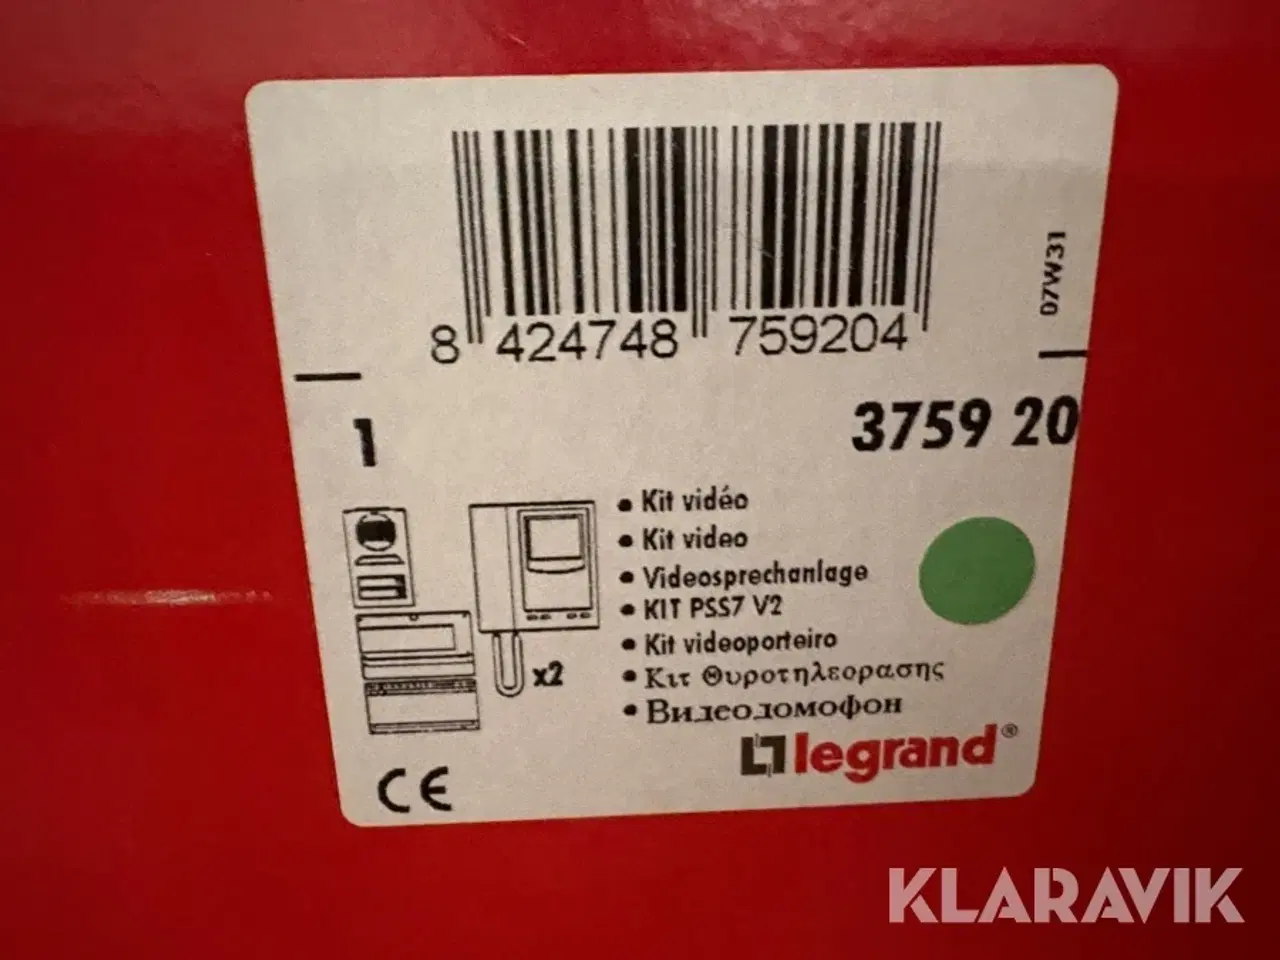 07W31
8 424748 759204
1
3759 20
• Kit vidéo
• Kit video
• Videosprechanlage
• KIT PSS7 V2
• Kit videoporteiro
• Κιτ Θυροτηλεορασης
• Видеодомофон
x2
legrand®
CE
KLARAVIK